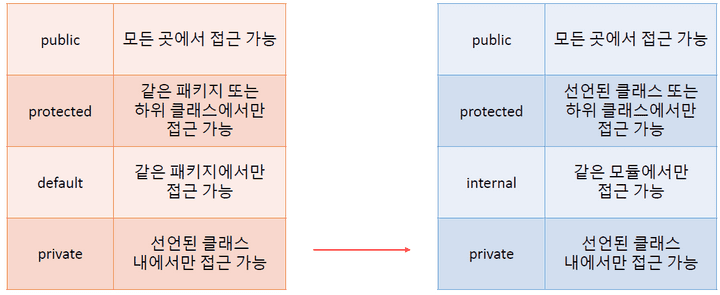 public
모든 곳에서 접근 가능
protected
같은 패키지 또는
하위 클래스에서만
접근 가능
default
같은 패키지에서만
접근 가능
private
선언된 클래스
내에서만 접근 가능
public
모든 곳에서 접근 가능
protected
선언된 클래스 또는
하위 클래스에서만
접근 가능
internal
같은 모듈에서만
접근 가능
private
선언된 클래스
내에서만 접근 가능